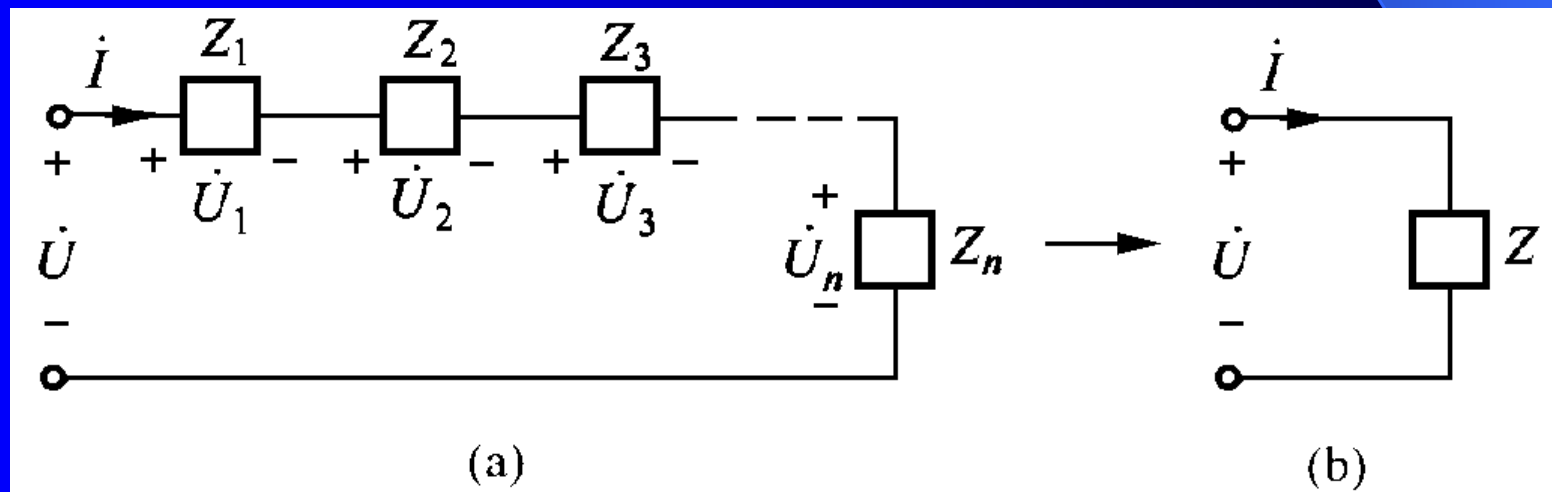 Z₁ Z₂ Z₃
İ İ
+ + - + - + - +
U̇₁ U̇₂ U̇₃ +
U̇ U̇ₙ Zₙ U̇ Z
- - -
(a) (b)